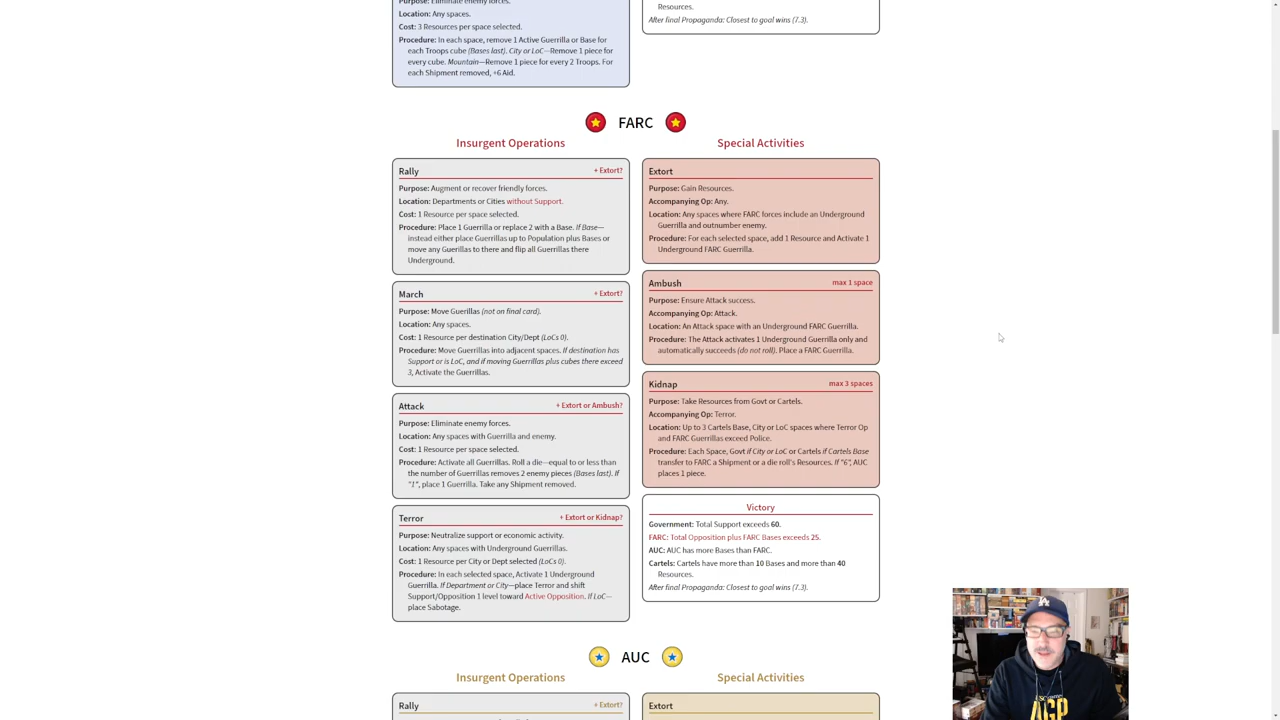 Purpose: Eliminate enemy forces.
Location: Any spaces.
Cost: 3 Resources per space selected.
Procedure: In each space, remove 1 Active Guerrilla or Base for
each Troops cube (Bases last). City or LoC—Remove 1 piece for
every cube. Mountain—Remove 1 piece for every 2 Troops. For
each Shipment removed, +6 Aid.
Resources.
After final Propaganda: Closest to goal wins (7.3).
FARC
Insurgent Operations
Rally + Extort?
Purpose: Augment or recover friendly forces.
Location: Departments or Cities without Support.
Cost: 1 Resource per space selected.
Procedure: Place 1 Guerrilla or replace 2 with a Base. If Base—
instead either place Guerrillas up to Population plus Bases or
move any Guerillas to there and flip all Guerrillas there
Underground.
March + Extort?
Purpose: Move Guerillas (not on final card).
Location: Any spaces.
Cost: 1 Resource per destination City/Dept (LoCs 0).
Procedure: Move Guerrillas into adjacent spaces. If destination has
Support or is LoC, and if moving Guerrillas plus cubes there exceed
3, Activate the Guerrillas.
Attack + Extort or Ambush?
Purpose: Eliminate enemy forces.
Location: Any spaces with Guerrilla and enemy.
Cost: 1 Resource per space selected.
Procedure: Activate all Guerrillas. Roll a die—equal to or less than
the number of Guerrillas removes 2 enemy pieces (Bases last). If
"1", place 1 Guerrilla. Take any Shipment removed.
Terror + Extort or Kidnap?
Purpose: Neutralize support or economic activity.
Location: Any spaces with Underground Guerrillas.
Cost: 1 Resource per City or Dept selected (LoCs 0).
Procedure: In each selected space, Activate 1 Underground
Guerrilla. If Department or City—place Terror and shift
Support/Opposition 1 level toward Active Opposition. If LoC—
place Sabotage.
Special Activities
Extort
Purpose: Gain Resources.
Accompanying Op: Any.
Location: Any spaces where FARC forces include an Underground
Guerrilla and outnumber enemy.
Procedure: For each selected space, add 1 Resource and Activate 1
Underground FARC Guerrilla.
Ambush max 1 space
Purpose: Ensure Attack success.
Accompanying Op: Attack.
Location: An Attack space with an Underground FARC Guerrilla.
Procedure: The Attack activates 1 Underground Guerrilla only and
automatically succeeds (do not roll). Place a FARC Guerrilla.
Kidnap max 3 spaces
Purpose: Take Resources from Govt or Cartels.
Accompanying Op: Terror.
Location: Up to 3 Cartels Base, City or LoC spaces where Terror Op
and FARC Guerrillas exceed Police.
Procedure: Each Space, Govt if City or LoC or Cartels if Cartels Base
transfer to FARC a Shipment or a die roll's Resources. If "6", AUC
places 1 piece.
Victory
Government: Total Support exceeds 60.
FARC: Total Opposition plus FARC Bases exceeds 25.
AUC: AUC has more Bases than FARC.
Cartels: Cartels have more than 10 Bases and more than 40
Resources.
After final Propaganda: Closest to goal wins (7.3).
AUC
Insurgent Operations
Rally + Extort?
Special Activities
Extort
LA
AGP